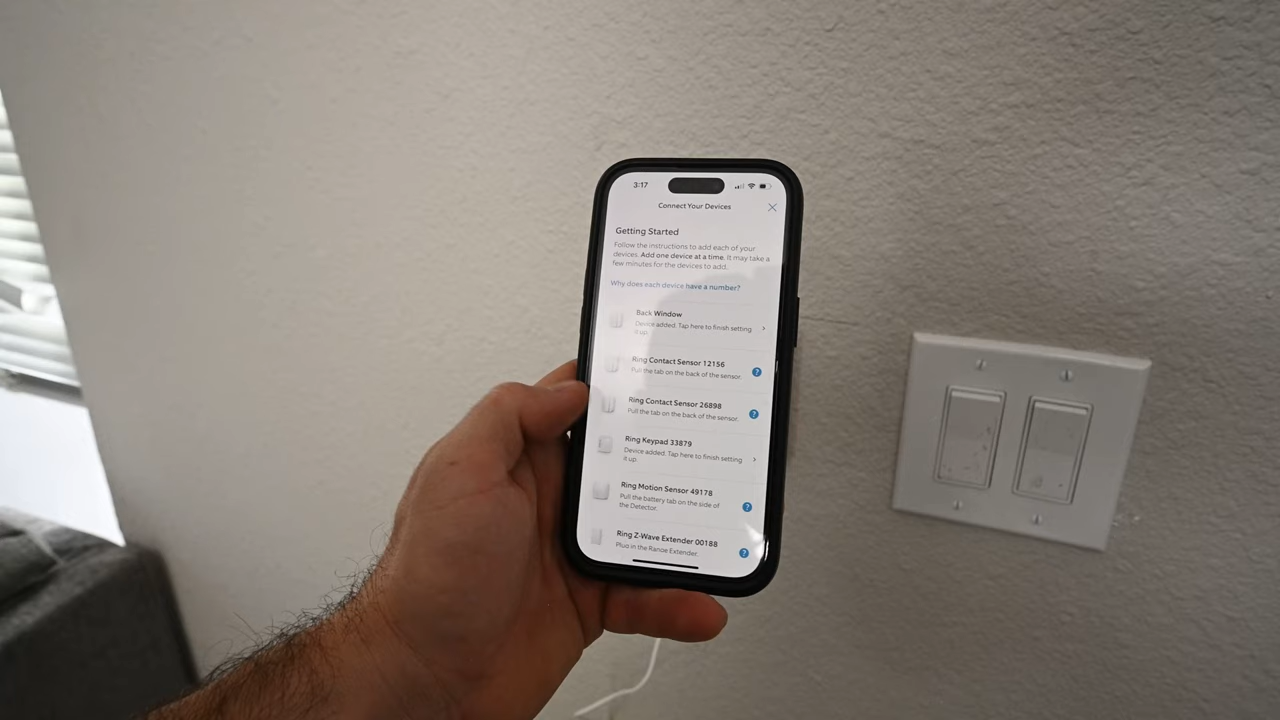 3:17
Connect Your Devices
Getting Started
Follow the instructions to add each of your
devices. Add one device at a time. It may take a
few minutes for the devices to add.
Why does each device have a number?
Back Window
Device added. Tap here to finish setting
it up.
Ring Contact Sensor 12156
Pull the tab on the back of the sensor.
?
Ring Contact Sensor 26898
Pull the tab on the back of the sensor.
?
Ring Keypad 33879
Device added. Tap here to finish setting
it up.
Ring Motion Sensor 49178
Pull the battery tab on the side of
the Detector.
?
Ring Z-Wave Extender 00188
Plug in the Range Extender.
?